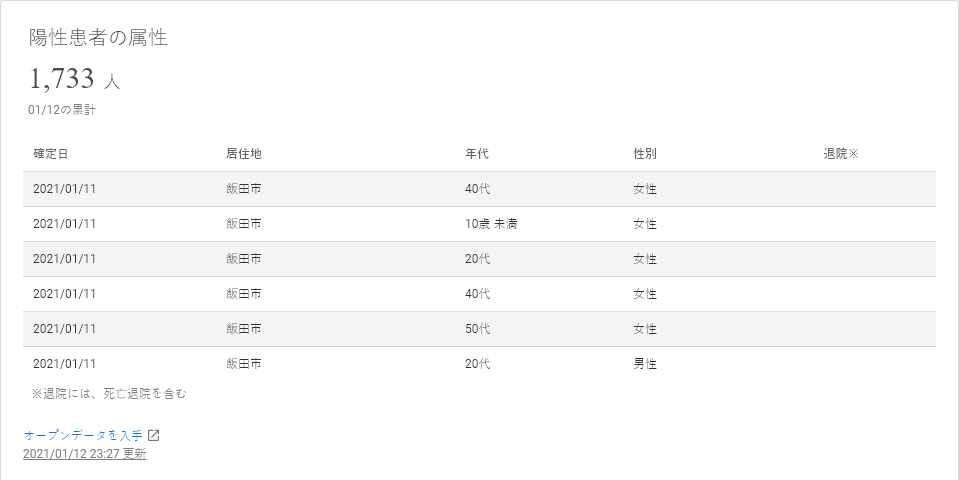 陽性患者の属性
1,733 人
01/12の累計
確定日 居住地 年代 性別 退院※
2021/01/11 飯田市 40代 女性
2021/01/11 飯田市 10歳 未満 女性
2021/01/11 飯田市 20代 女性
2021/01/11 飯田市 40代 女性
2021/01/11 飯田市 50代 女性
2021/01/11 飯田市 20代 男性
※退院には、死亡退院を含む
オープンデータを入手
2021/01/12 23:27 更新